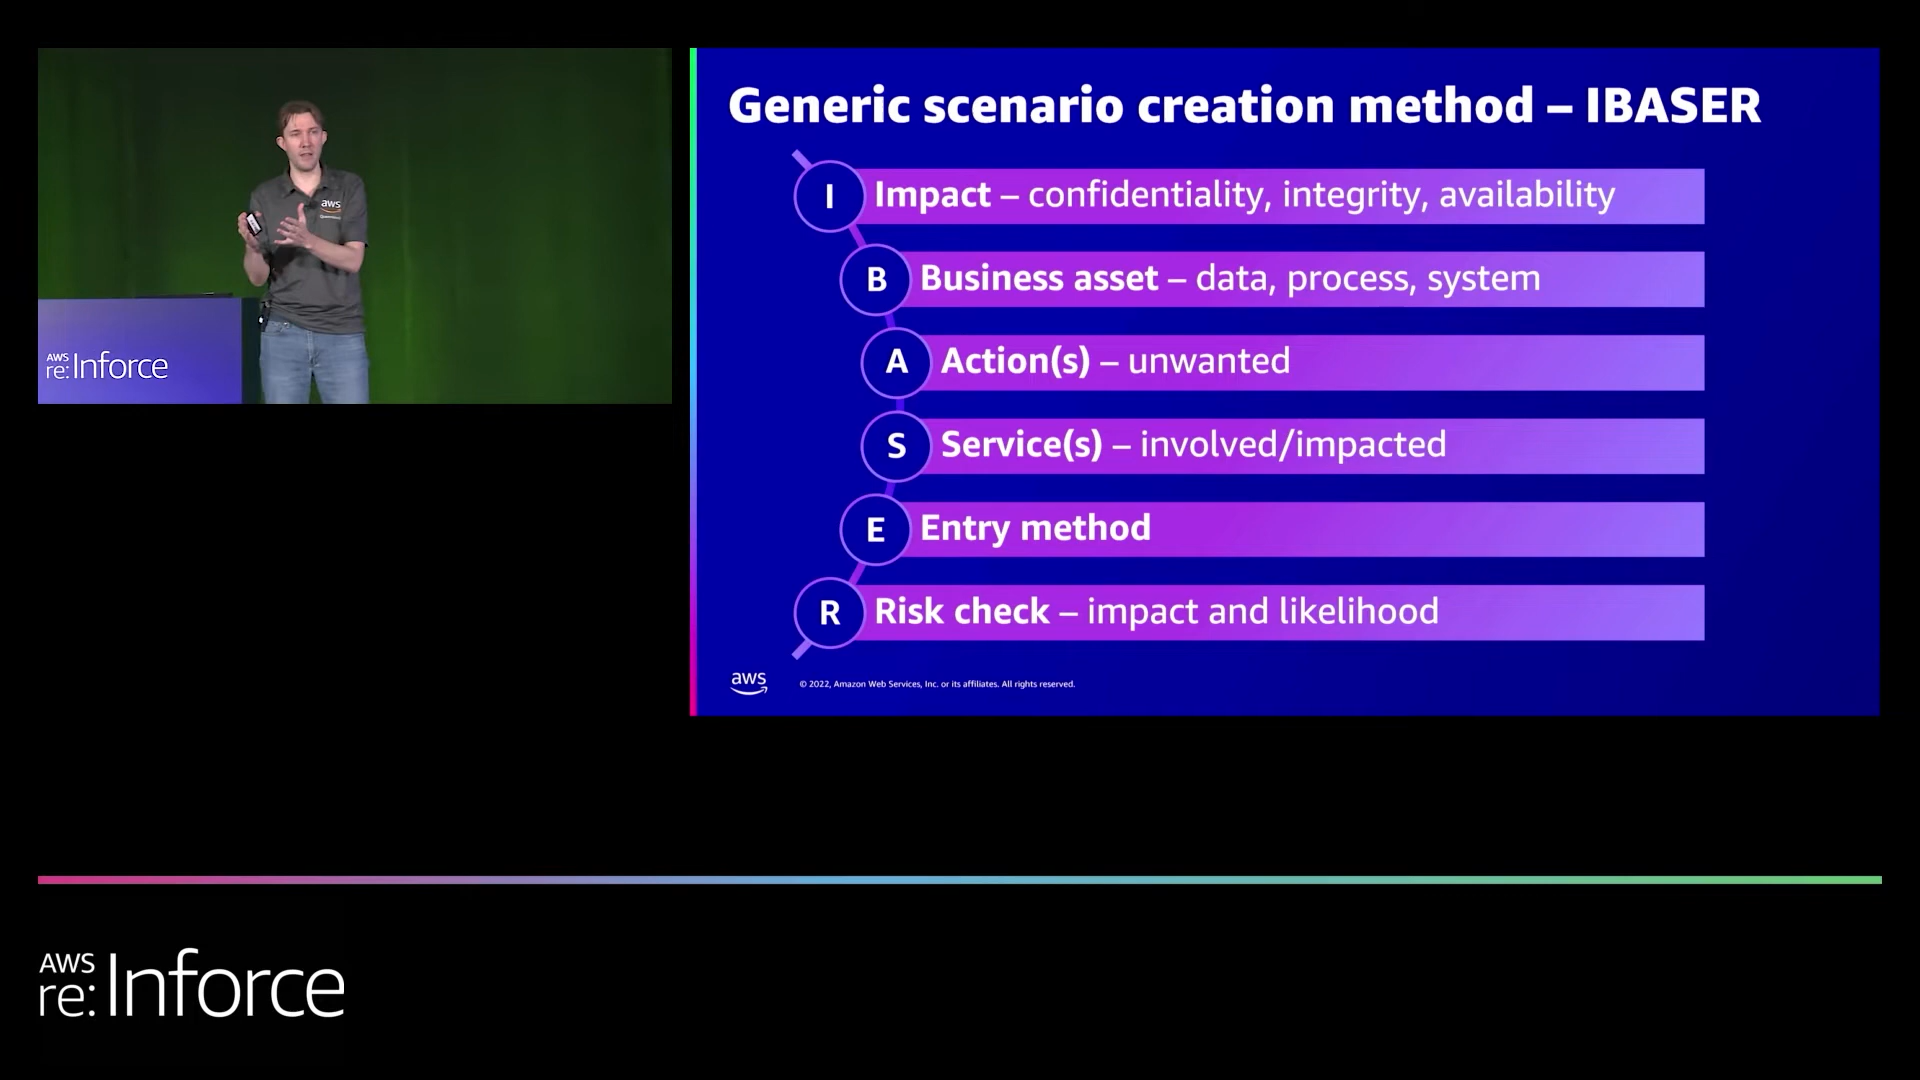 aws
AWS
re:Inforce
Generic scenario creation method – IBASER
I Impact – confidentiality, integrity, availability
B Business asset – data, process, system
A Action(s) – unwanted
S Service(s) – involved/impacted
E Entry method
R Risk check – impact and likelihood
aws © 2022, Amazon Web Services, Inc. or its affiliates. All rights reserved.
AWS
re:Inforce